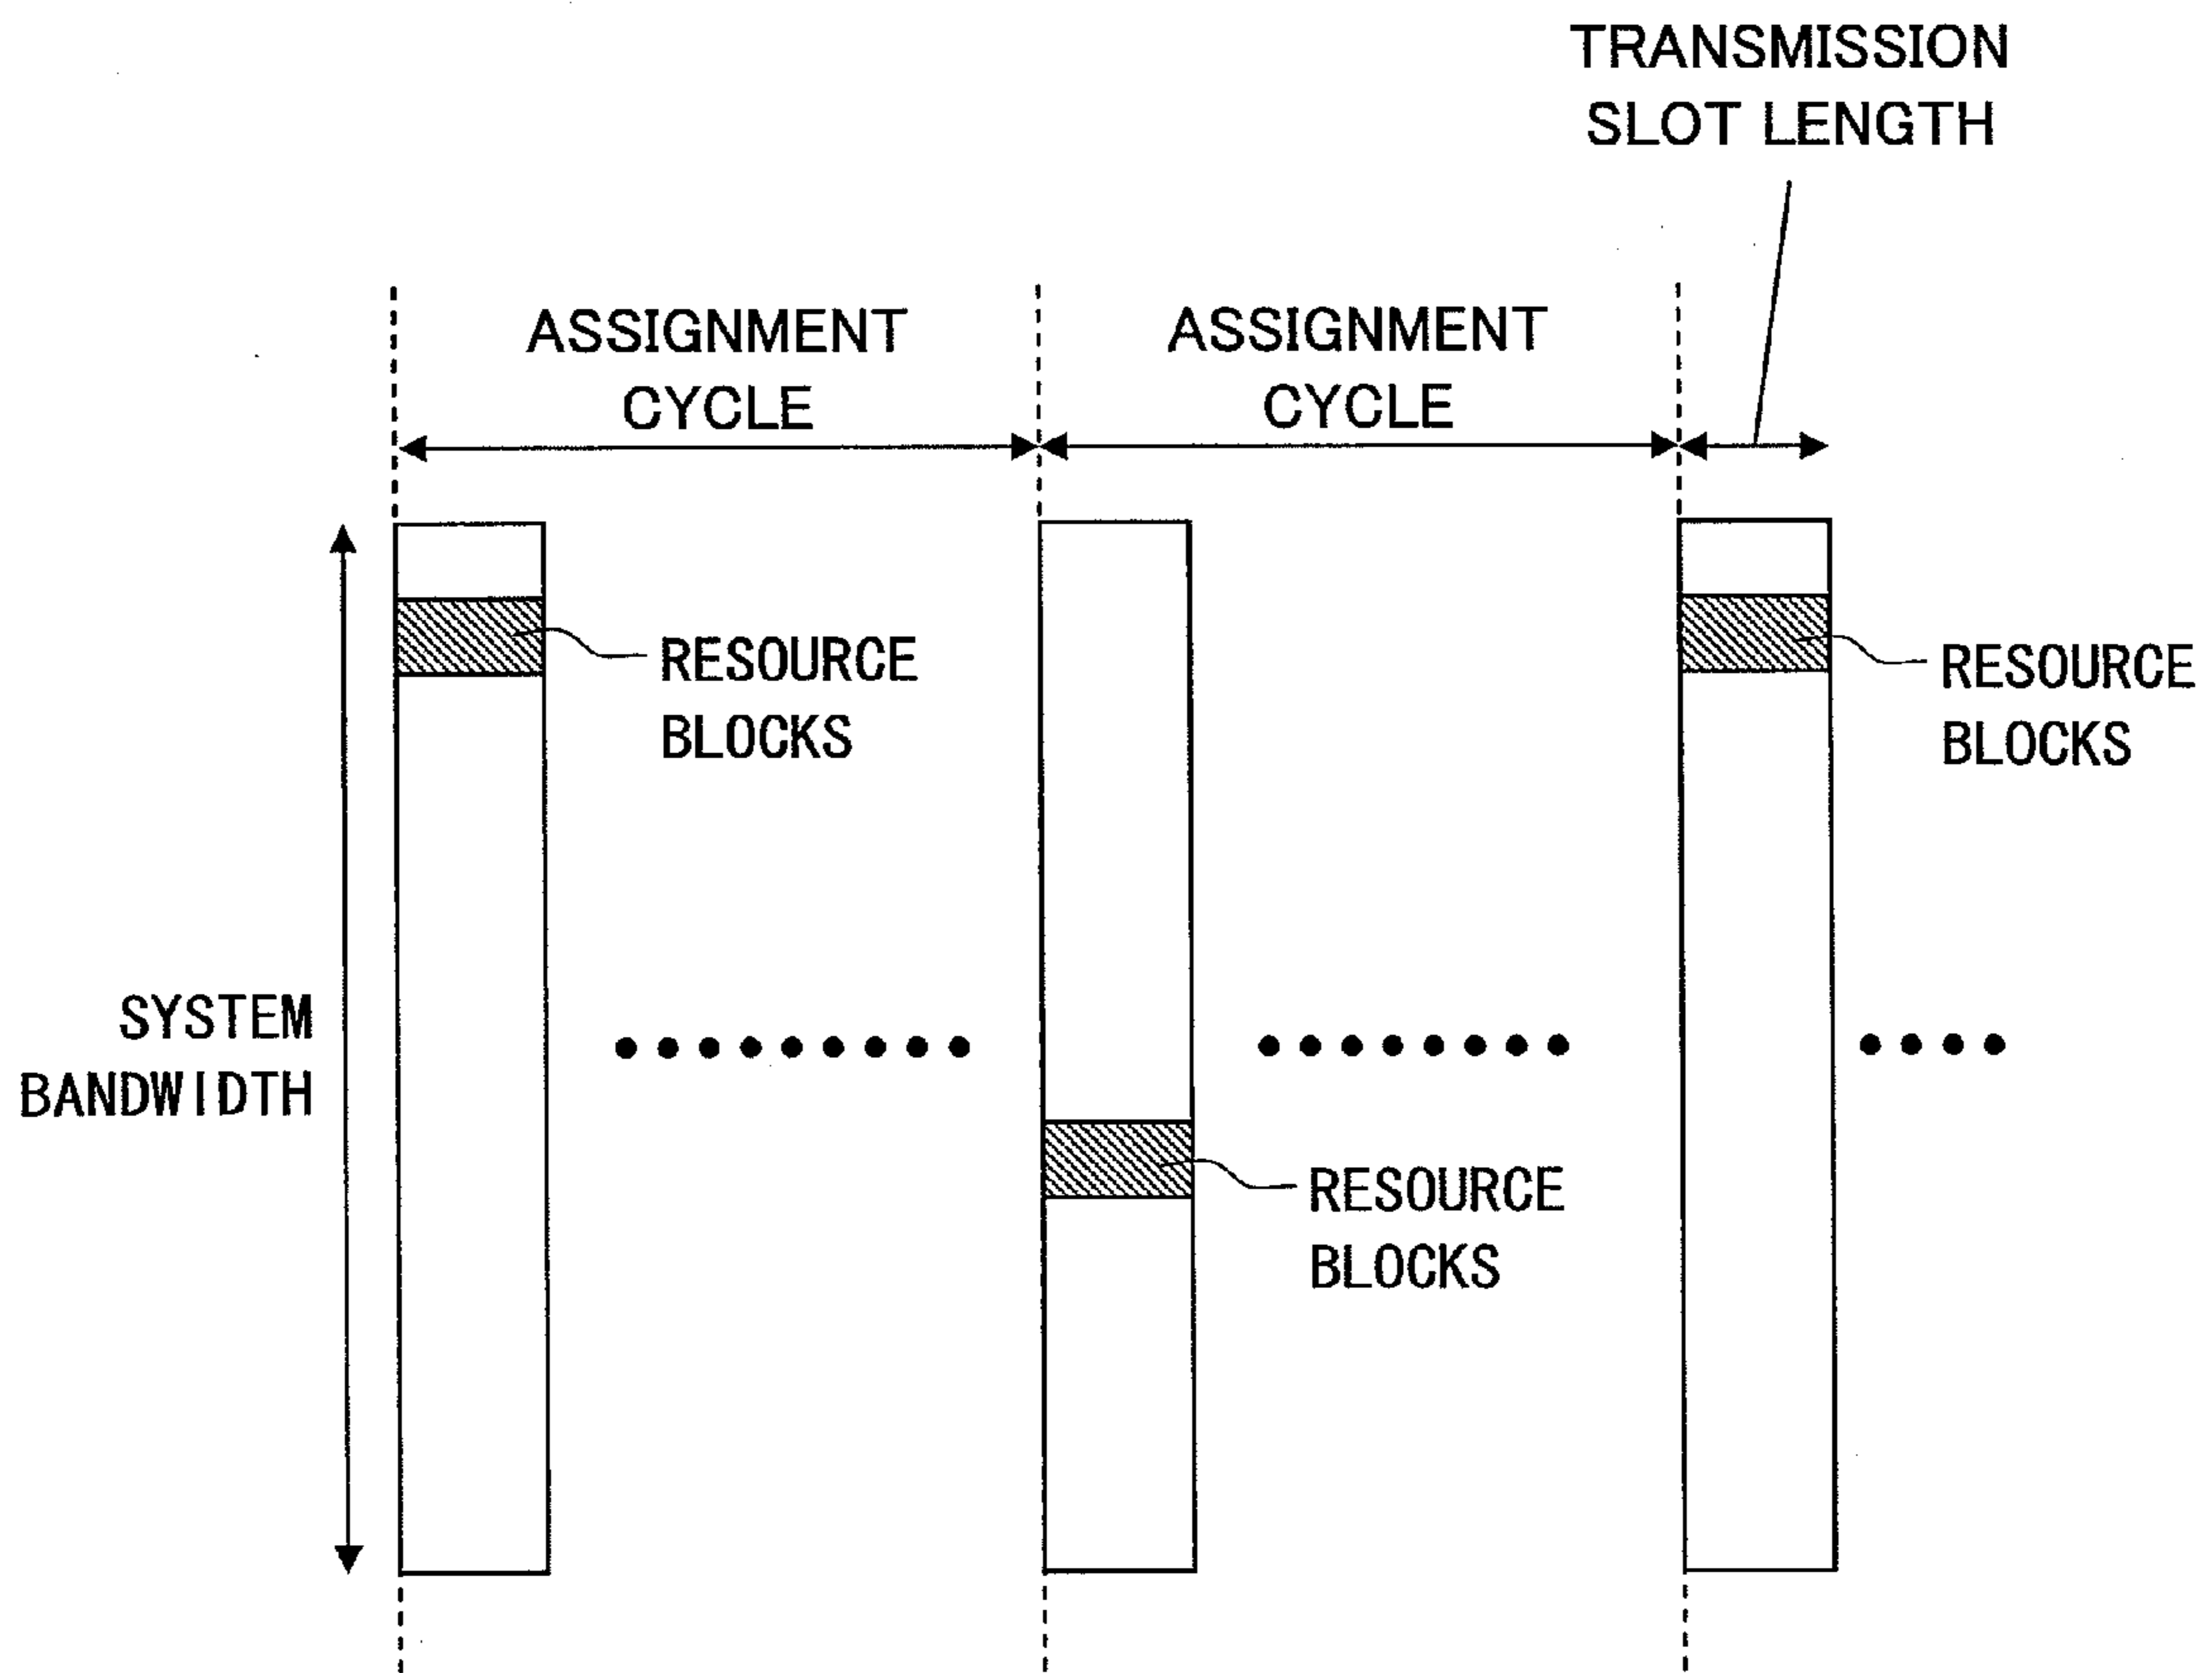 TRANSMISSION
SLOT LENGTH
ASSIGNMENT
CYCLE
ASSIGNMENT
CYCLE
RESOURCE
BLOCKS
RESOURCE
BLOCKS
SYSTEM
BANDWIDTH
RESOURCE
BLOCKS